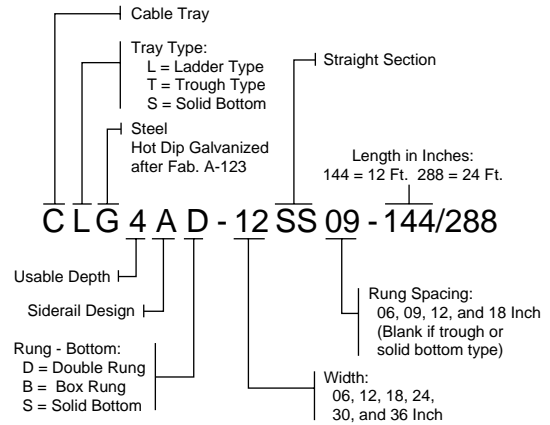 Cable Tray
Tray Type:
L = Ladder Type
T = Trough Type
S = Solid Bottom
Straight Section
Steel
Hot Dip Galvanized
after Fab. A-123
Length in Inches:
144 = 12 Ft. 288 = 24 Ft.
C L G 4 A D - 12 SS 09 - 144/288
Usable Depth
Siderail Design
Rung - Bottom:
D = Double Rung
B = Box Rung
S = Solid Bottom
Rung Spacing:
06, 09, 12, and 18 Inch
(Blank if trough or
solid bottom type)
Width:
06, 12, 18, 24,
30, and 36 Inch